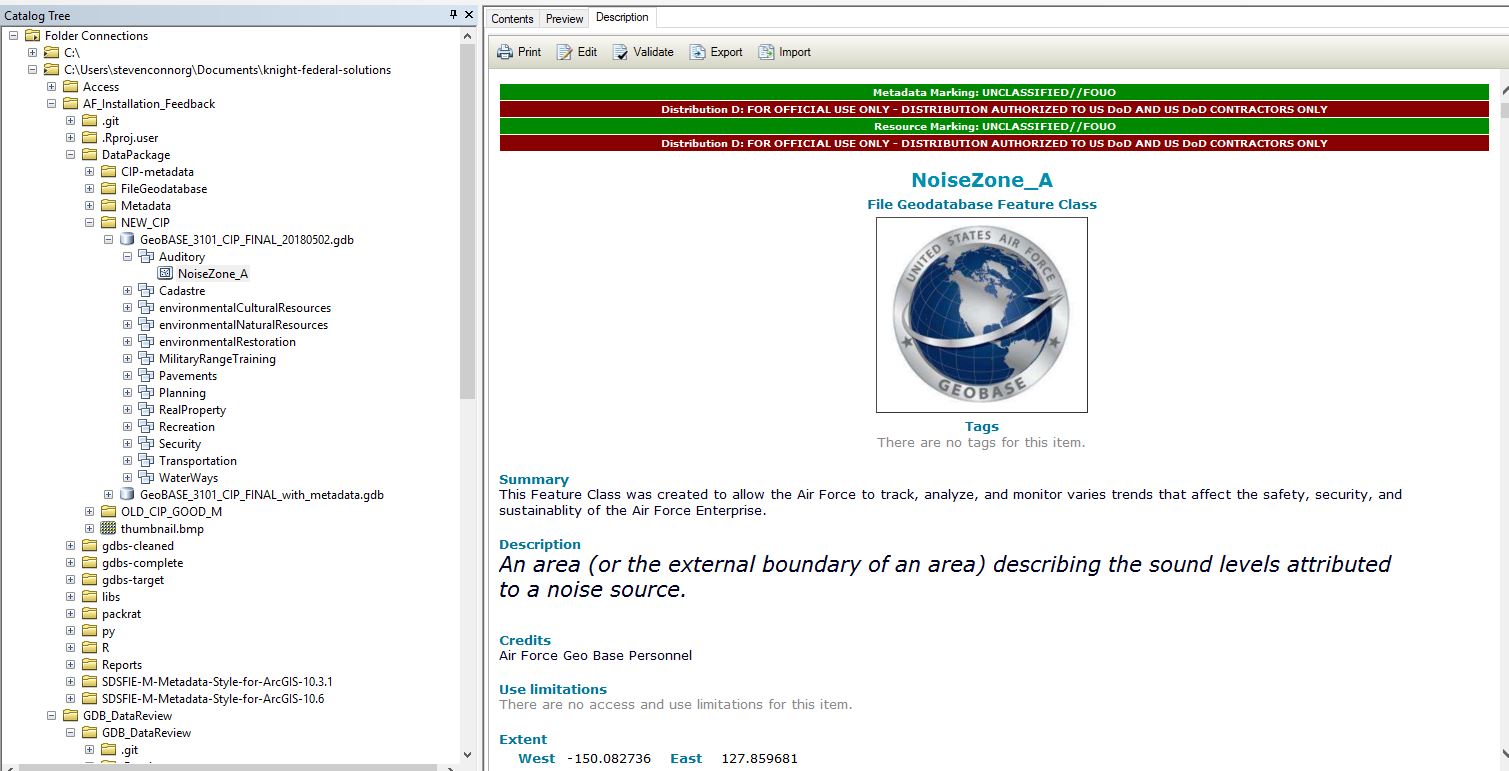 Catalog Tree
Folder Connections
C:\
C:\Users\stevenconnorg\Documents\knight-federal-solutions
Access
AF_Installation_Feedback
.git
.Rproj.user
DataPackage
CIP-metadata
FileGeodatabase
Metadata
NEW_CIP
GeoBASE_3101_CIP_FINAL_20180502.gdb
Auditory
NoiseZone_A
Cadastre
environmentalCulturalResources
environmentalNaturalResources
environmentalRestoration
MilitaryRangeTraining
Pavements
Planning
RealProperty
Recreation
Security
Transportation
WaterWays
GeoBASE_3101_CIP_FINAL_with_metadata.gdb
OLD_CIP_GOOD_M
thumbnail.bmp
gdbs-cleaned
gdbs-complete
gdbs-target
libs
packrat
py
R
Reports
SDSFIE-M-Metadata-Style-for-ArcGIS-10.3.1
SDSFIE-M-Metadata-Style-for-ArcGIS-10.6
GDB_DataReview
GDB_DataReview
.git
Contents Preview Description
Print Edit Validate Export Import
Metadata Marking: UNCLASSIFIED//FOUO
Distribution D: FOR OFFICIAL USE ONLY - DISTRIBUTION AUTHORIZED TO US DoD AND US DoD CONTRACTORS ONLY
Resource Marking: UNCLASSIFIED//FOUO
Distribution D: FOR OFFICIAL USE ONLY - DISTRIBUTION AUTHORIZED TO US DoD AND US DoD CONTRACTORS ONLY
NoiseZone_A
File Geodatabase Feature Class
UNITED STATES AIR FORCE
GEOBASE
Tags
There are no tags for this item.
Summary
This Feature Class was created to allow the Air Force to track, analyze, and monitor varies trends that affect the safety, security, and
sustainablity of the Air Force Enterprise.
Description
An area (or the external boundary of an area) describing the sound levels attributed
to a noise source.
Credits
Air Force Geo Base Personnel
Use limitations
There are no access and use limitations for this item.
Extent
West -150.082736 East 127.859681